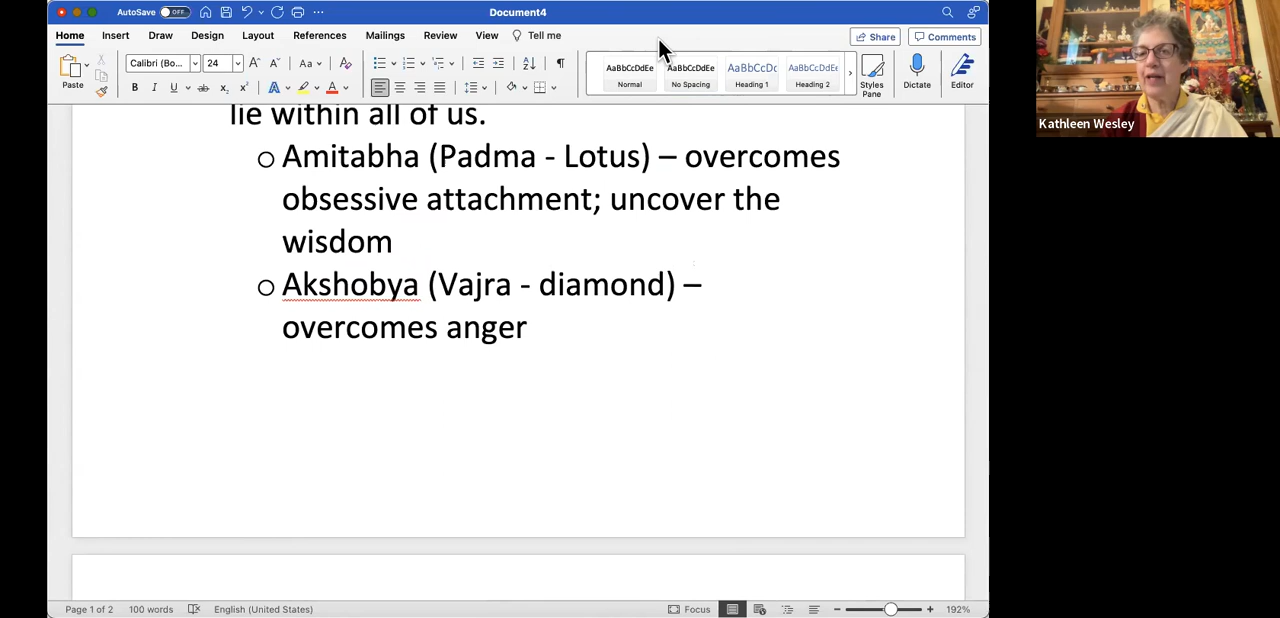 AutoSave OFF
Document4
Home Insert Draw Design Layout References Mailings Review View Tell me
Share Comments
Paste
Calibri (Bo... 24
AaBbCcDdEe AaBbCcDdEe AaBbCcDc AaBbCcDdEe
Normal No Spacing Heading 1 Heading 2
Styles Pane
Dictate
Editor
Kathleen Wesley
lie within all of us.
o Amitabha (Padma - Lotus) – overcomes
obsessive attachment; uncover the
wisdom
o Akshobya (Vajra - diamond) –
overcomes anger
Page 1 of 2 100 words English (United States) Focus 192%